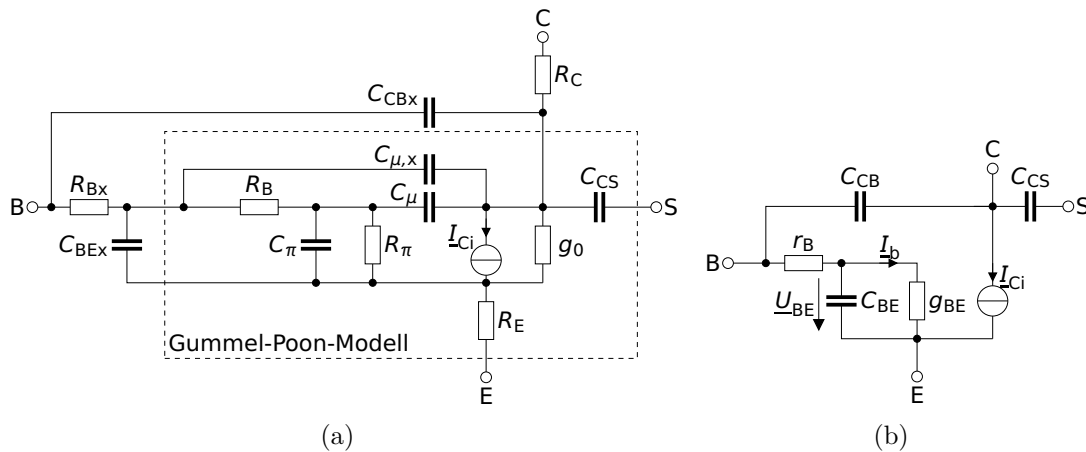 C
R_C
C_CBx
C_μ,x
C_CS
R_Bx
R_B
C_μ
B
S
I_Ci
C_BEx
C_π
R_π
g_0
R_E
Gummel-Poon-Modell
E
(a)
C
C_CB
C_CS
S
r_B
I_b
B
I_Ci
U_BE
C_BE
g_BE
E
(b)